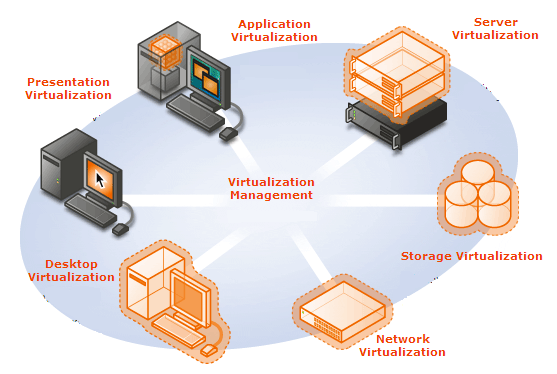 Application
Virtualization
Server
Virtualization
Presentation
Virtualization
Virtualization
Management
Desktop
Virtualization
Storage Virtualization
Network
Virtualization